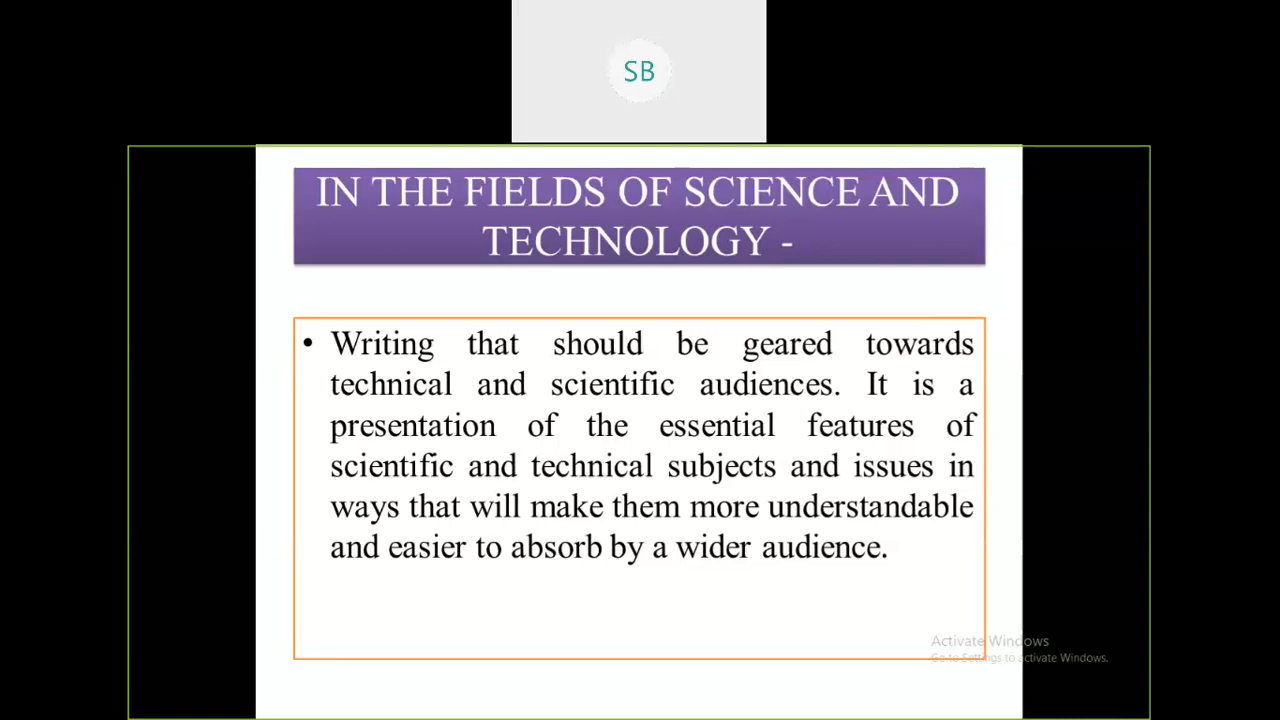 SB
IN THE FIELDS OF SCIENCE AND
TECHNOLOGY -
• Writing that should be geared towards
technical and scientific audiences. It is a
presentation of the essential features of
scientific and technical subjects and issues in
ways that will make them more understandable
and easier to absorb by a wider audience.
Activate Windows
Go to Settings to activate Windows.